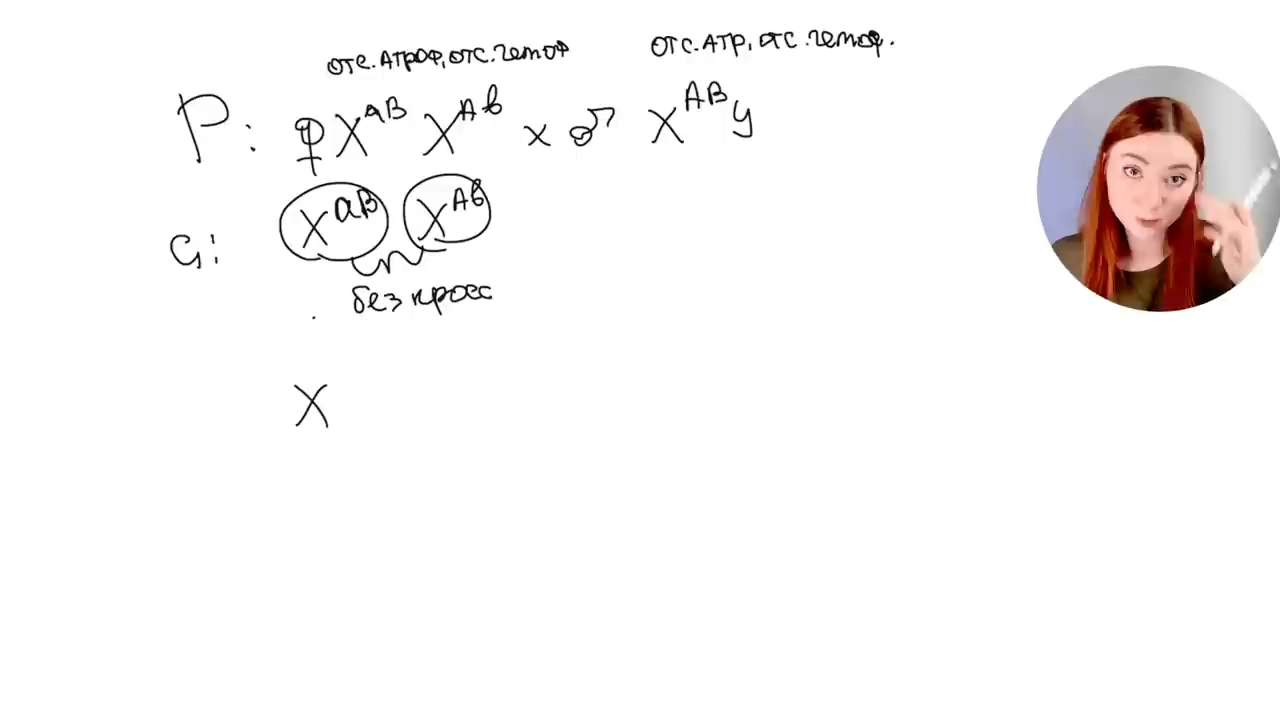 отс. атроф, отс. гемоф
отс. атр, отс. гемоф.
P: ♀ X^aB X^Ab x ♂ X^AB y
G: X^aB X^Ab
без кросс
X